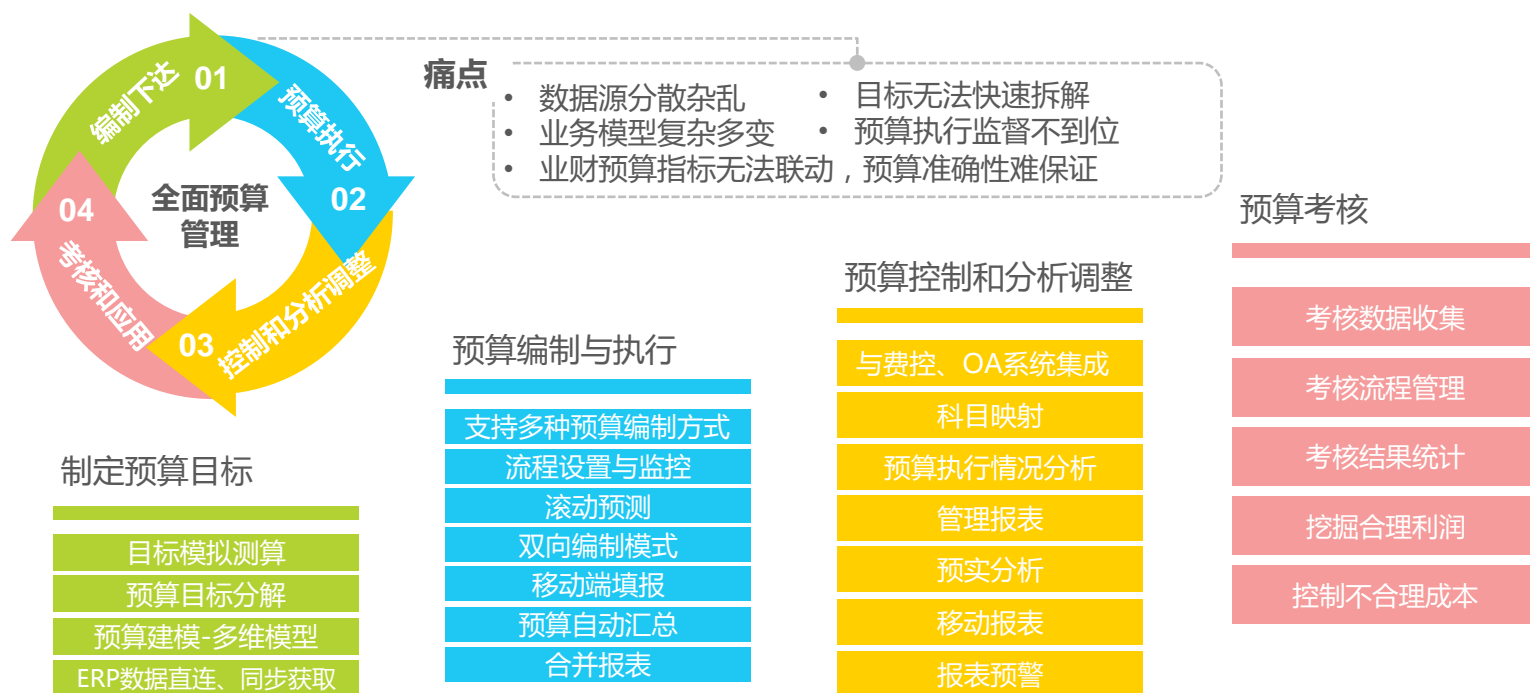 01
编制下达
预算执行
02
控制和分析调整
03
考核和应用
04
全面预算
管理
痛点
• 数据源分散杂乱
• 目标无法快速拆解
• 业务模型复杂多变
• 预算执行监督不到位
• 业财预算指标无法联动，预算准确性难保证
制定预算目标
目标模拟测算
预算目标分解
预算建模-多维模型
ERP数据直连、同步获取
预算编制与执行
支持多种预算编制方式
流程设置与监控
滚动预测
双向编制模式
移动端填报
预算自动汇总
合并报表
预算控制和分析调整
与费控、OA系统集成
科目映射
预算执行情况分析
管理报表
预实分析
移动报表
报表预警
预算考核
考核数据收集
考核流程管理
考核结果统计
挖掘合理利润
控制不合理成本